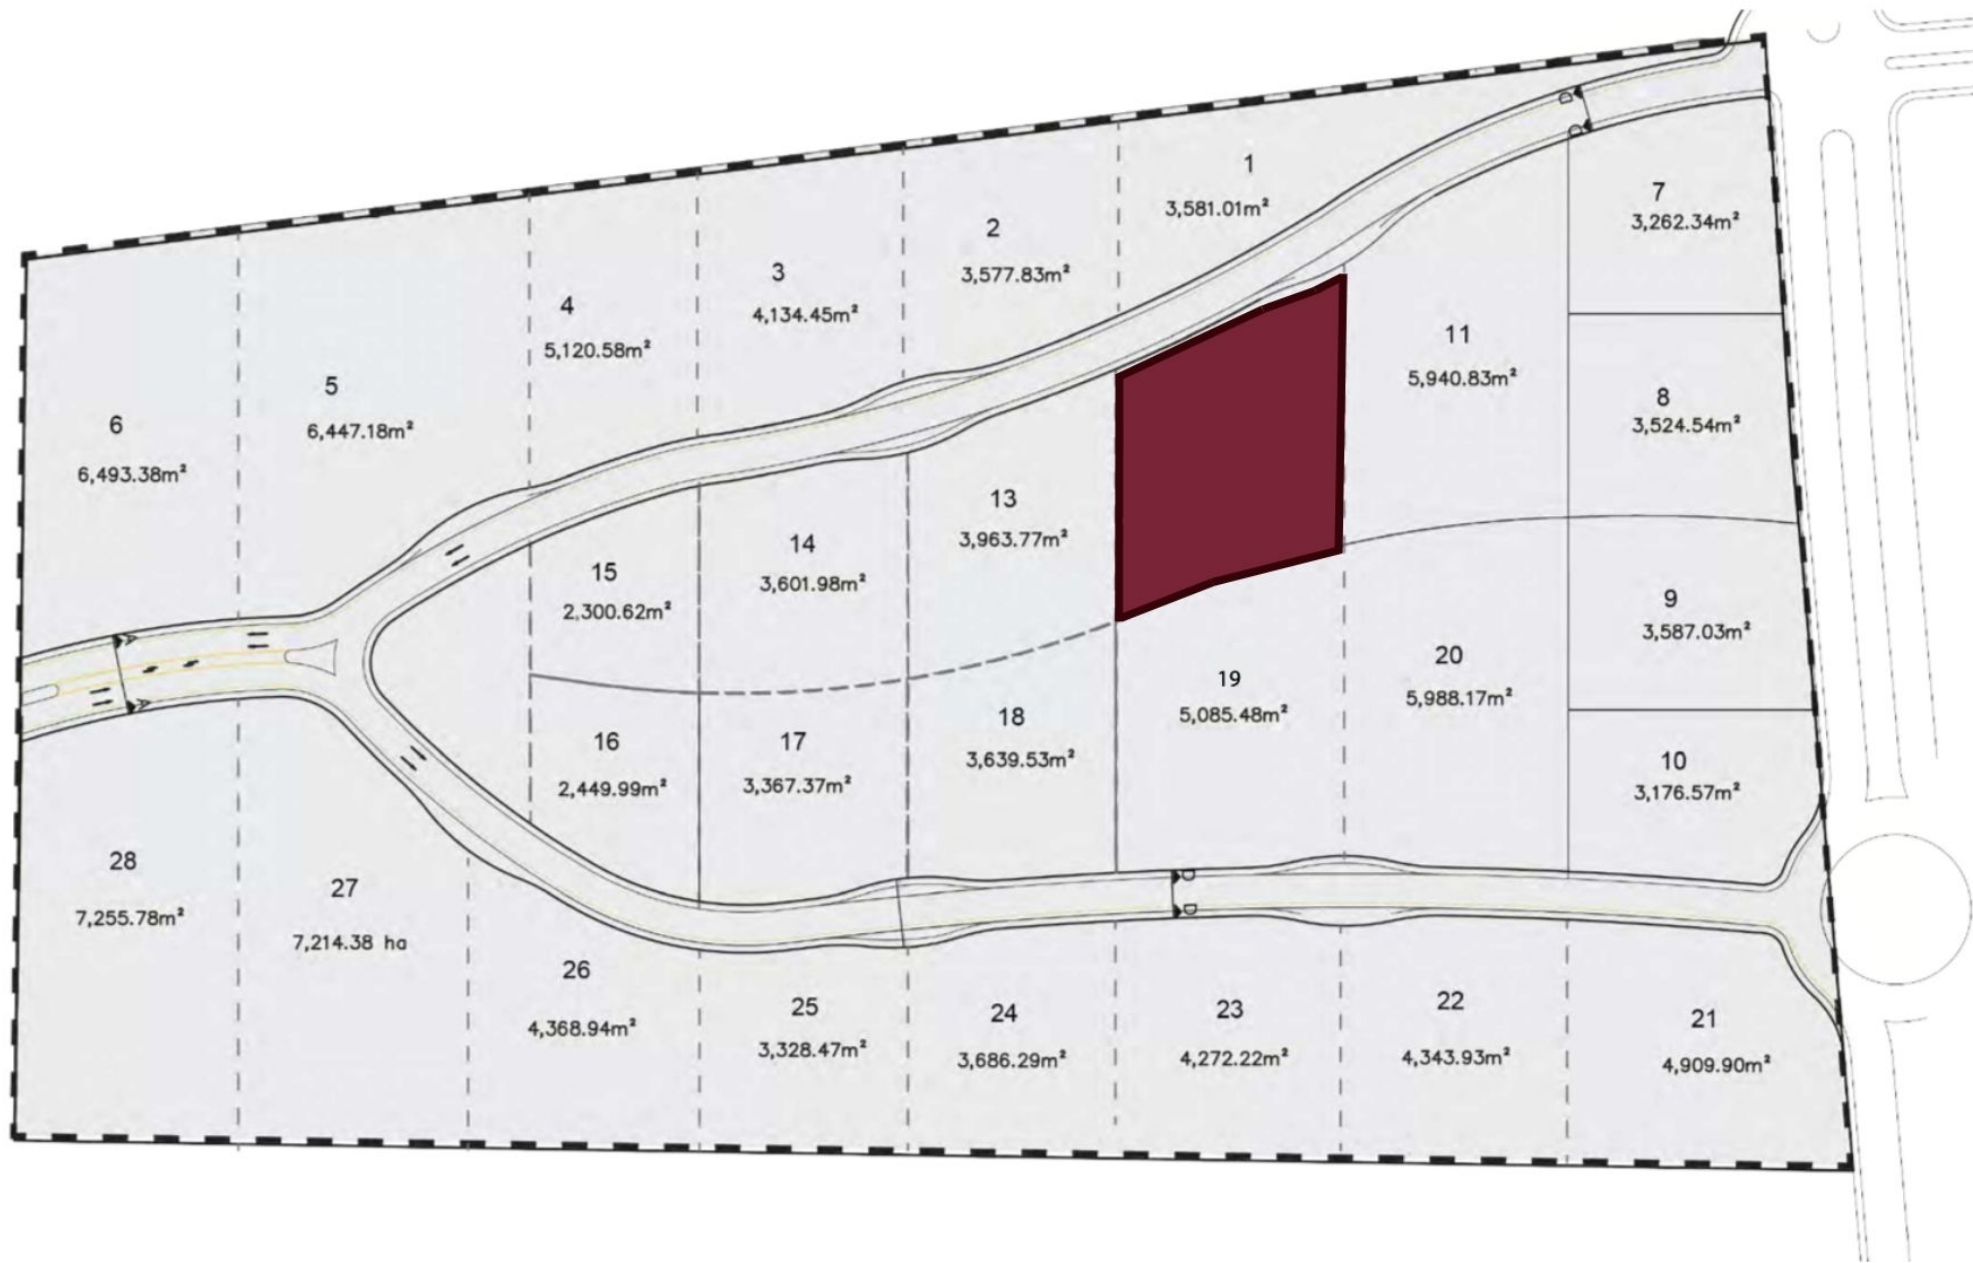 1
3,581.01m²
2
3,577.83m²
3
4,134.45m²
4
5,120.58m²
5
6,447.18m²
6
6,493.38m²
7
3,262.34m²
8
3,524.54m²
9
3,587.03m²
10
3,176.57m²
11
5,940.83m²
13
3,963.77m²
14
3,601.98m²
15
2,300.62m²
16
2,449.99m²
17
3,367.37m²
18
3,639.53m²
19
5,085.48m²
20
5,988.17m²
21
4,909.90m²
22
4,343.93m²
23
4,272.22m²
24
3,686.29m²
25
3,328.47m²
26
4,368.94m²
27
7,214.38 ha
28
7,255.78m²